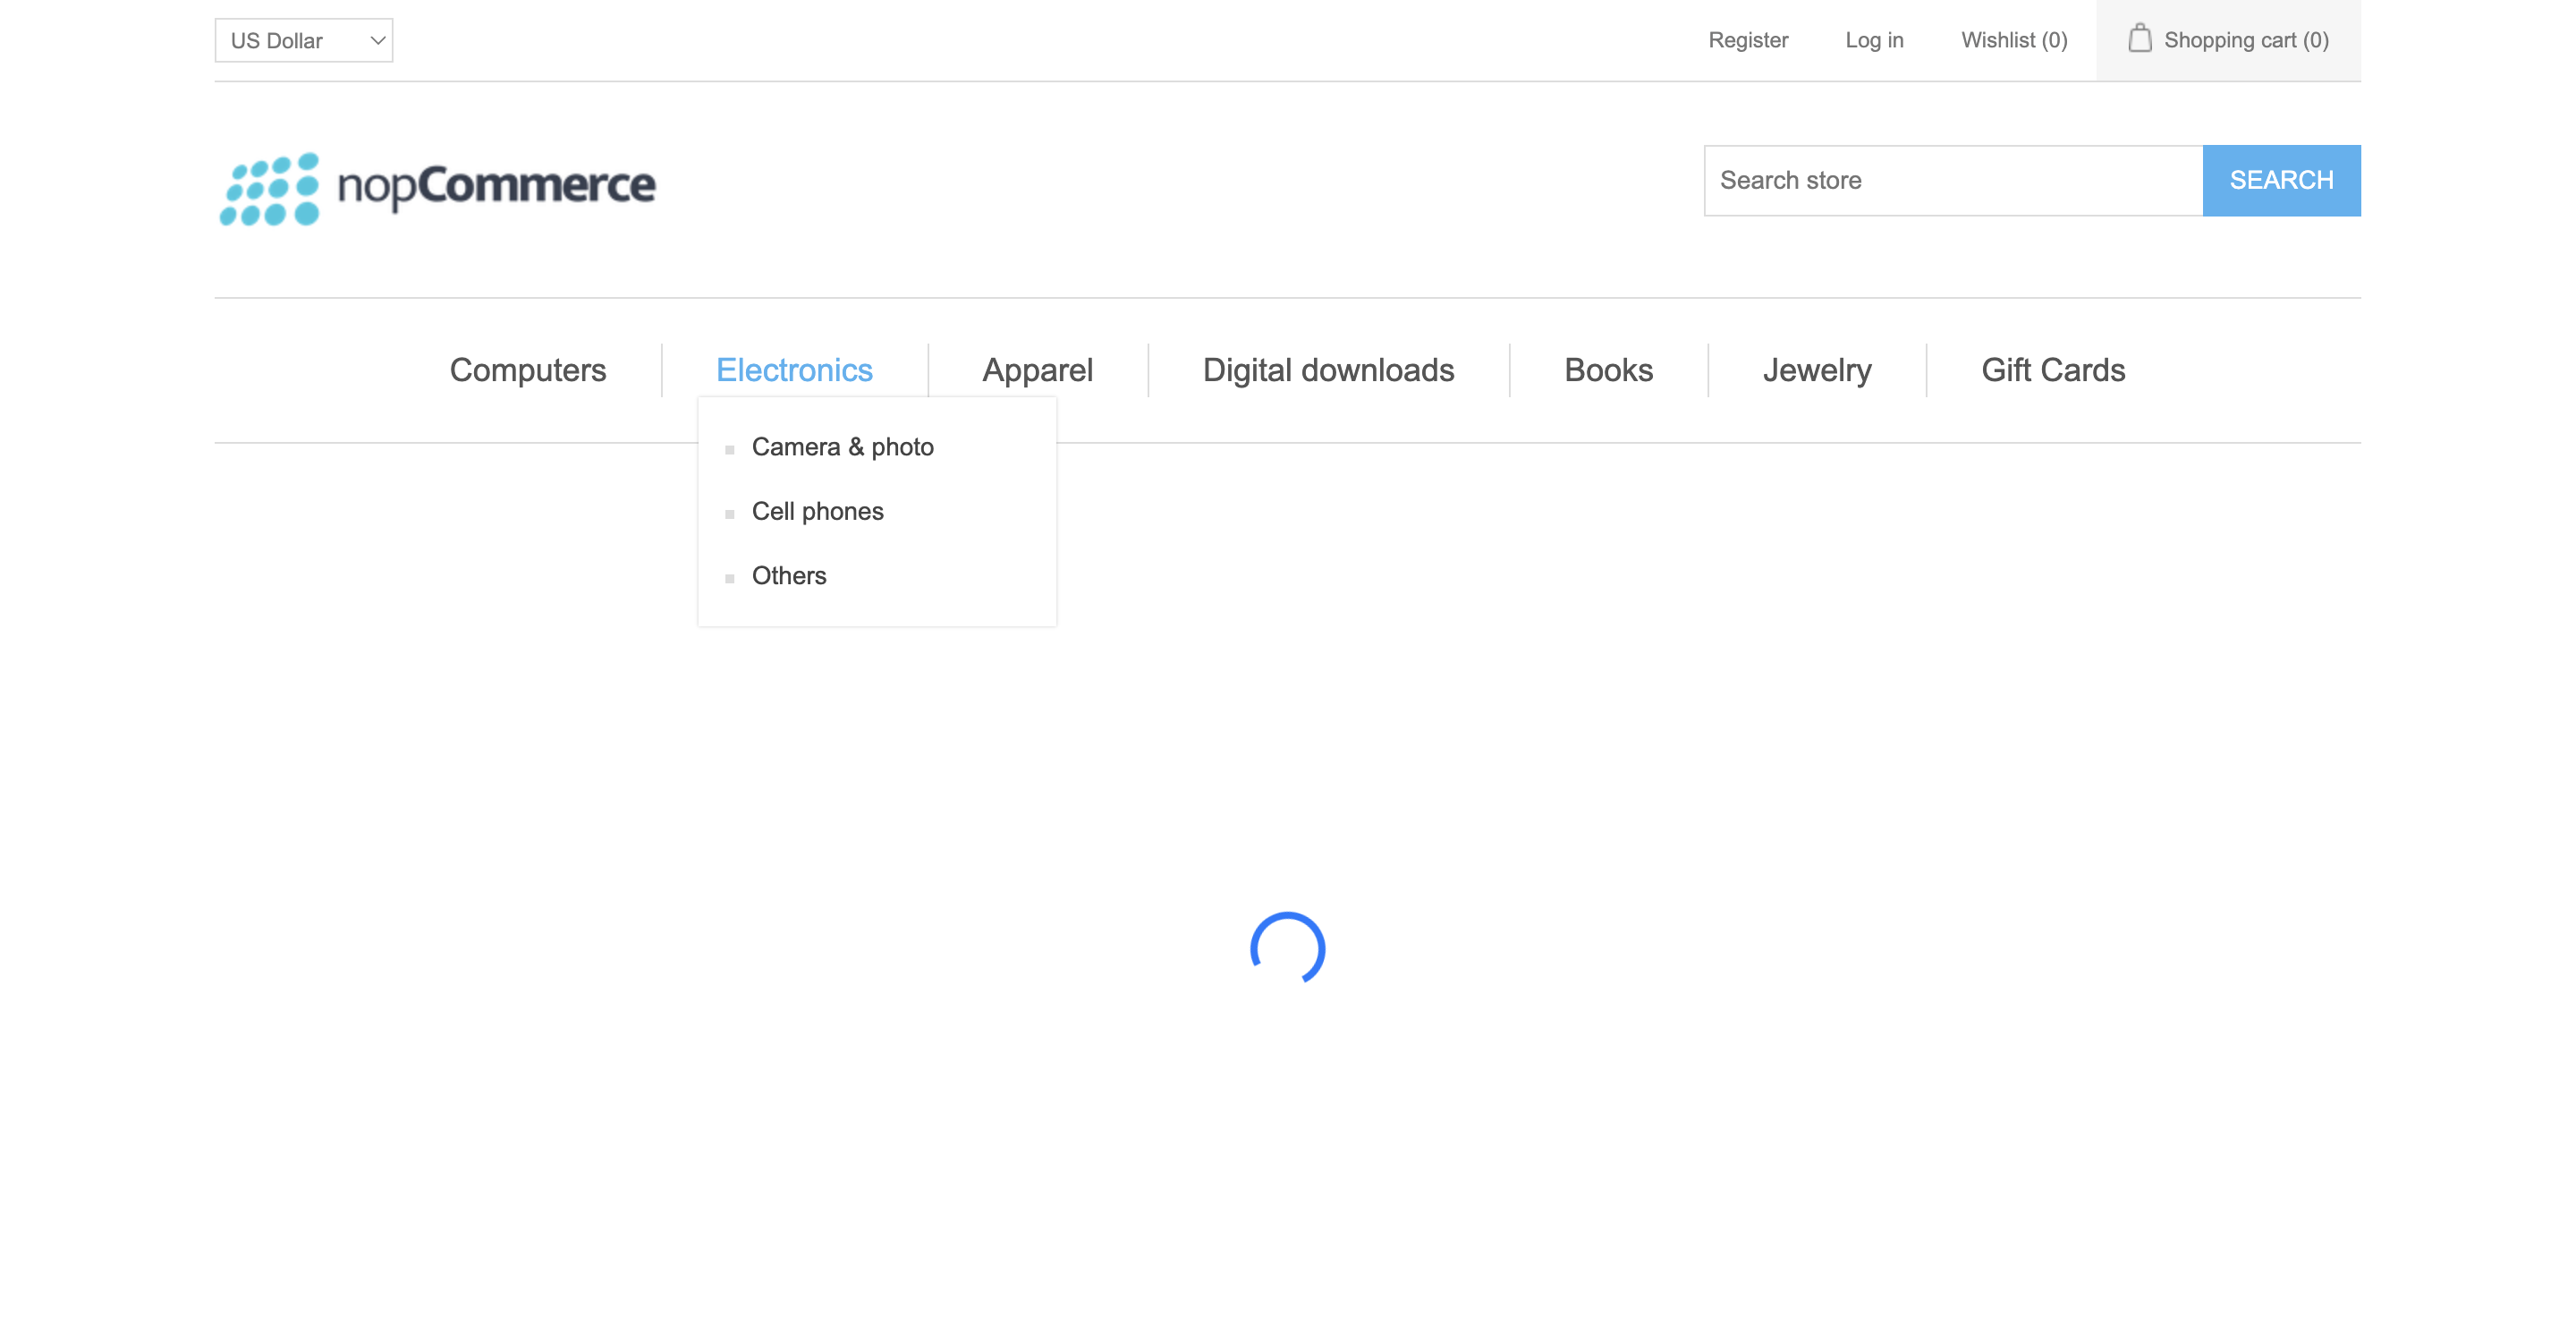 US Dollar Register Log in Wishlist (0) Shopping cart (0)
nopCommerce
Search store SEARCH
Computers Electronics Apparel Digital downloads Books Jewelry Gift Cards
Camera & photo
Cell phones
Others